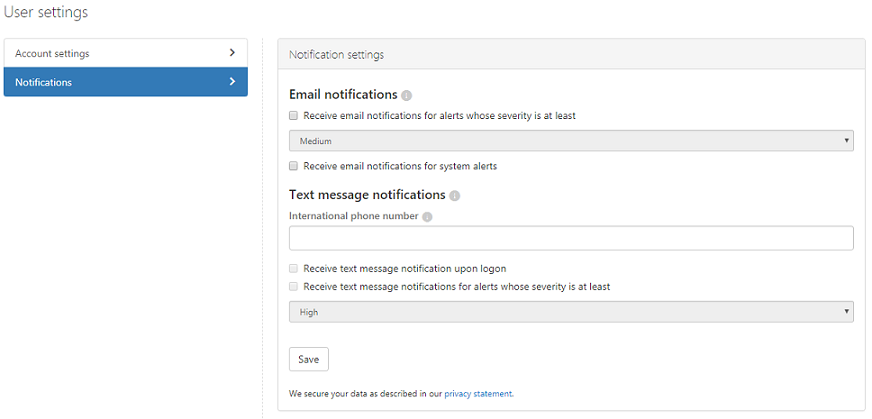 User settings
Account settings
Notifications
Notification settings
Email notifications
Receive email notifications for alerts whose severity is at least
Medium
Receive email notifications for system alerts
Text message notifications
International phone number
Receive text message notification upon logon
Receive text message notifications for alerts whose severity is at least
High
Save
We secure your data as described in our privacy statement.